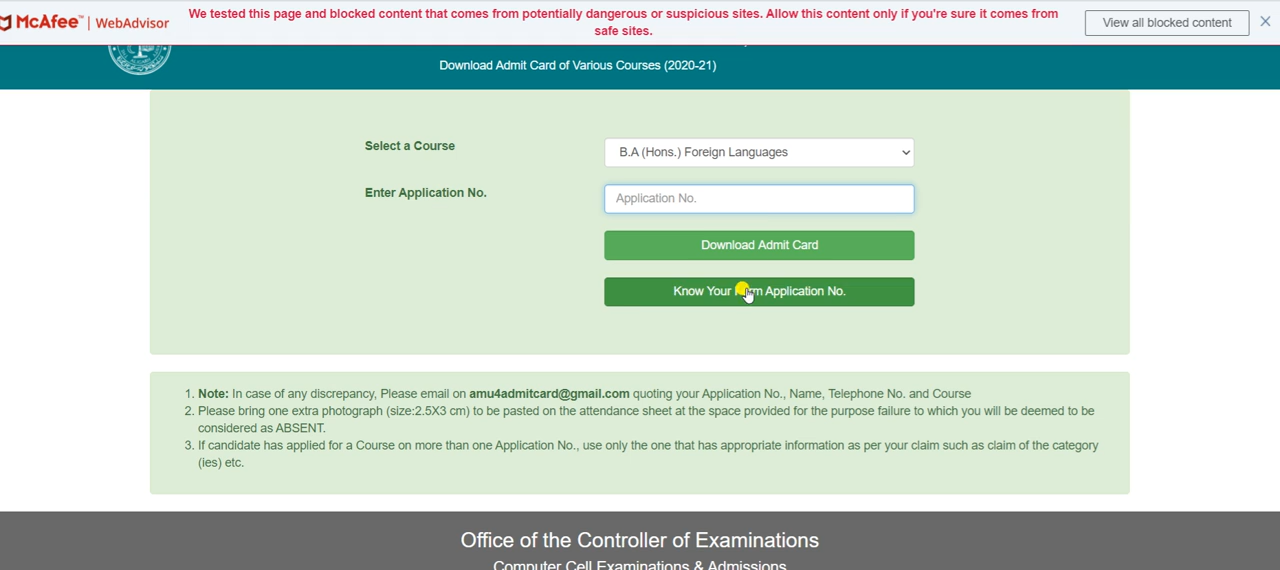 McAfee™ | WebAdvisor
We tested this page and blocked content that comes from potentially dangerous or suspicious sites. Allow this content only if you're sure it comes from
safe sites.
View all blocked content
Download Admit Card of Various Courses (2020-21)
Select a Course
B.A (Hons.) Foreign Languages
Enter Application No.
Application No.
Download Admit Card
Know Your Application No.
1. Note: In case of any discrepancy, Please email on amu4admitcard@gmail.com quoting your Application No., Name, Telephone No. and Course
2. Please bring one extra photograph (size:2.5X3 cm) to be pasted on the attendance sheet at the space provided for the purpose failure to which you will be deemed to be
considered as ABSENT.
3. If candidate has applied for a Course on more than one Application No., use only the one that has appropriate information as per your claim such as claim of the category
(ies) etc.
Office of the Controller of Examinations
Computer Cell Examinations & Admissions